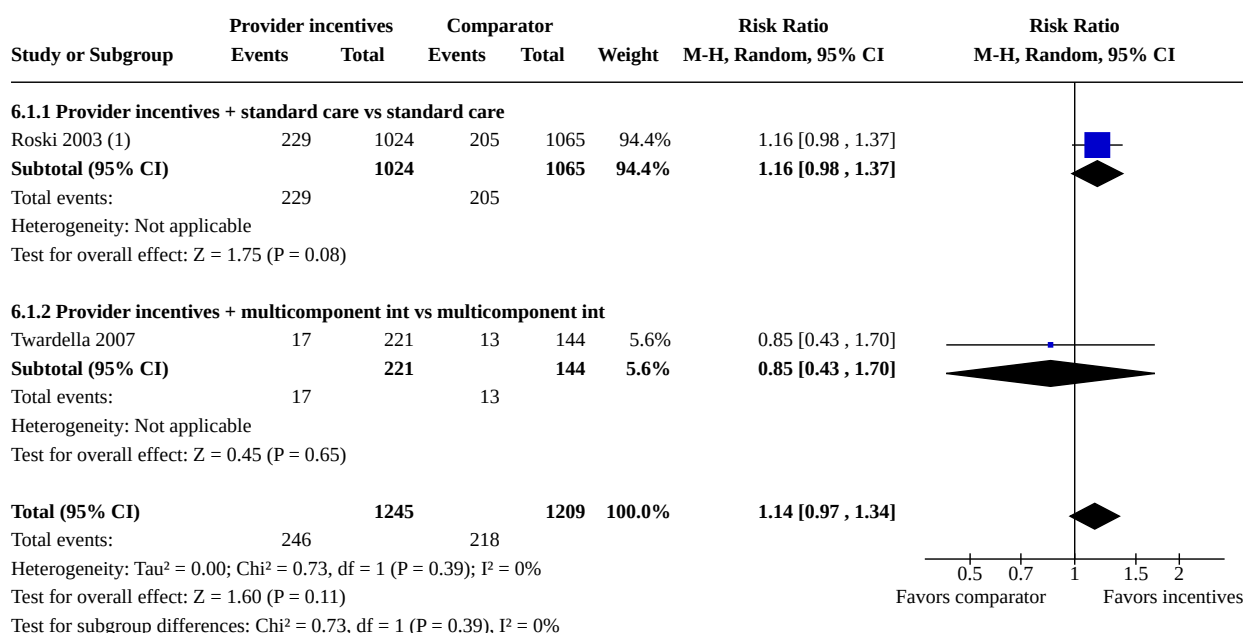 Provider incentives Comparator Risk Ratio Risk Ratio
Study or Subgroup Events Total Events Total Weight M-H, Random, 95% CI M-H, Random, 95% CI
6.1.1 Provider incentives + standard care vs standard care
Roski 2003 (1) 229 1024 205 1065 94.4% 1.16 [0.98 , 1.37]
Subtotal (95% CI) 1024 1065 94.4% 1.16 [0.98 , 1.37]
Total events: 229 205
Heterogeneity: Not applicable
Test for overall effect: Z = 1.75 (P = 0.08)
6.1.2 Provider incentives + multicomponent int vs multicomponent int
Twardella 2007 17 221 13 144 5.6% 0.85 [0.43 , 1.70]
Subtotal (95% CI) 221 144 5.6% 0.85 [0.43 , 1.70]
Total events: 17 13
Heterogeneity: Not applicable
Test for overall effect: Z = 0.45 (P = 0.65)
Total (95% CI) 1245 1209 100.0% 1.14 [0.97 , 1.34]
Total events: 246 218
Heterogeneity: Tau² = 0.00; Chi² = 0.73, df = 1 (P = 0.39); I² = 0%
0.5 0.7 1 1.5 2
Test for overall effect: Z = 1.60 (P = 0.11) Favors comparator Favors incentives
Test for subgroup differences: Chi² = 0.73, df = 1 (P = 0.39), I² = 0%